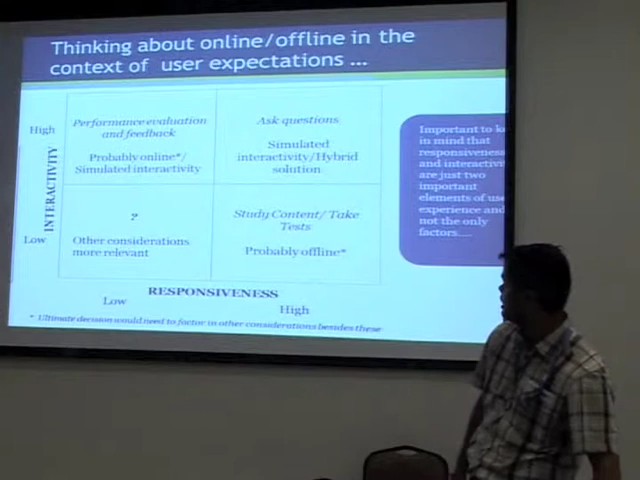 Thinking about online/offline in the
context of user expectations ...
High
INTERACTIVITY
Low
Performance evaluation
and feedback
Probably online*/
Simulated interactivity
Ask questions
Simulated
interactivity/Hybrid
solution
?
Other considerations
more relevant
Study Content/ Take
Tests
Probably offline*
RESPONSIVENESS
Low
High
* Ultimate decision would need to factor in other considerations besides these
Important to
in mind that
responsiveness
and
are just two
important
elements of
experience and
not the only
factors....